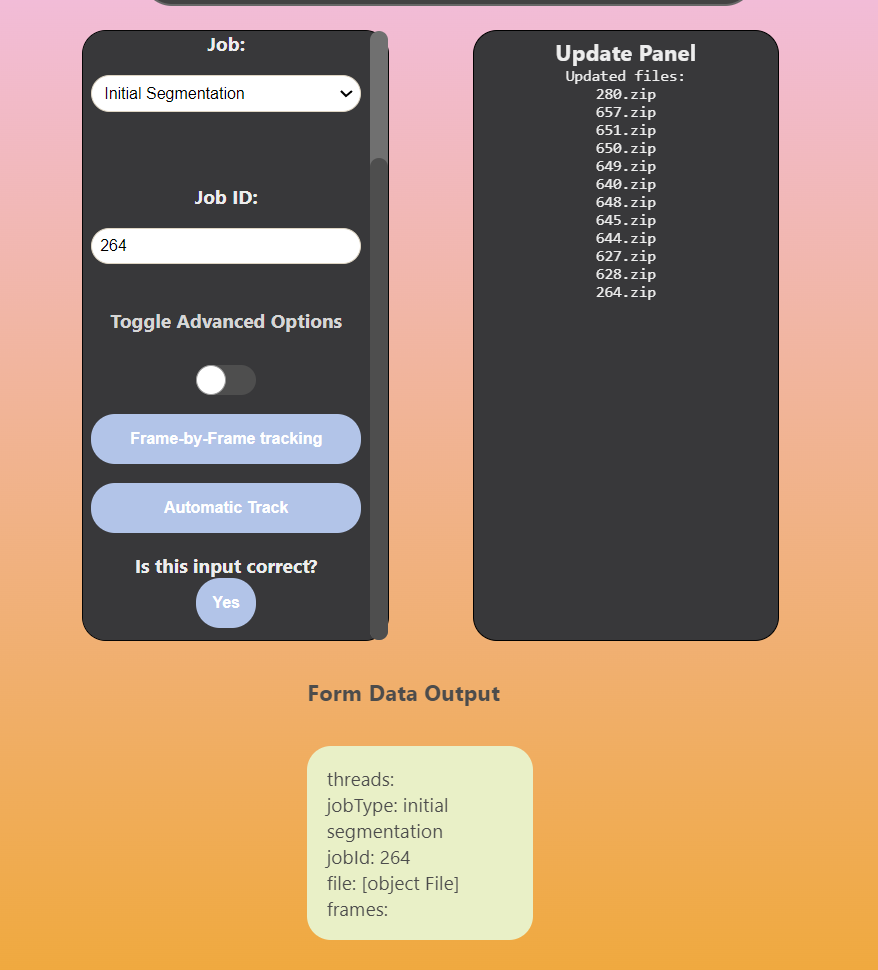 Job:
Initial Segmentation
Job ID:
264
Toggle Advanced Options
Frame-by-Frame tracking
Automatic Track
Is this input correct?
Yes
Update Panel
Updated files:
280.zip
657.zip
651.zip
650.zip
649.zip
640.zip
648.zip
645.zip
644.zip
627.zip
628.zip
264.zip
Form Data Output
threads:
jobType: initial
segmentation
jobId: 264
file: [object File]
frames: